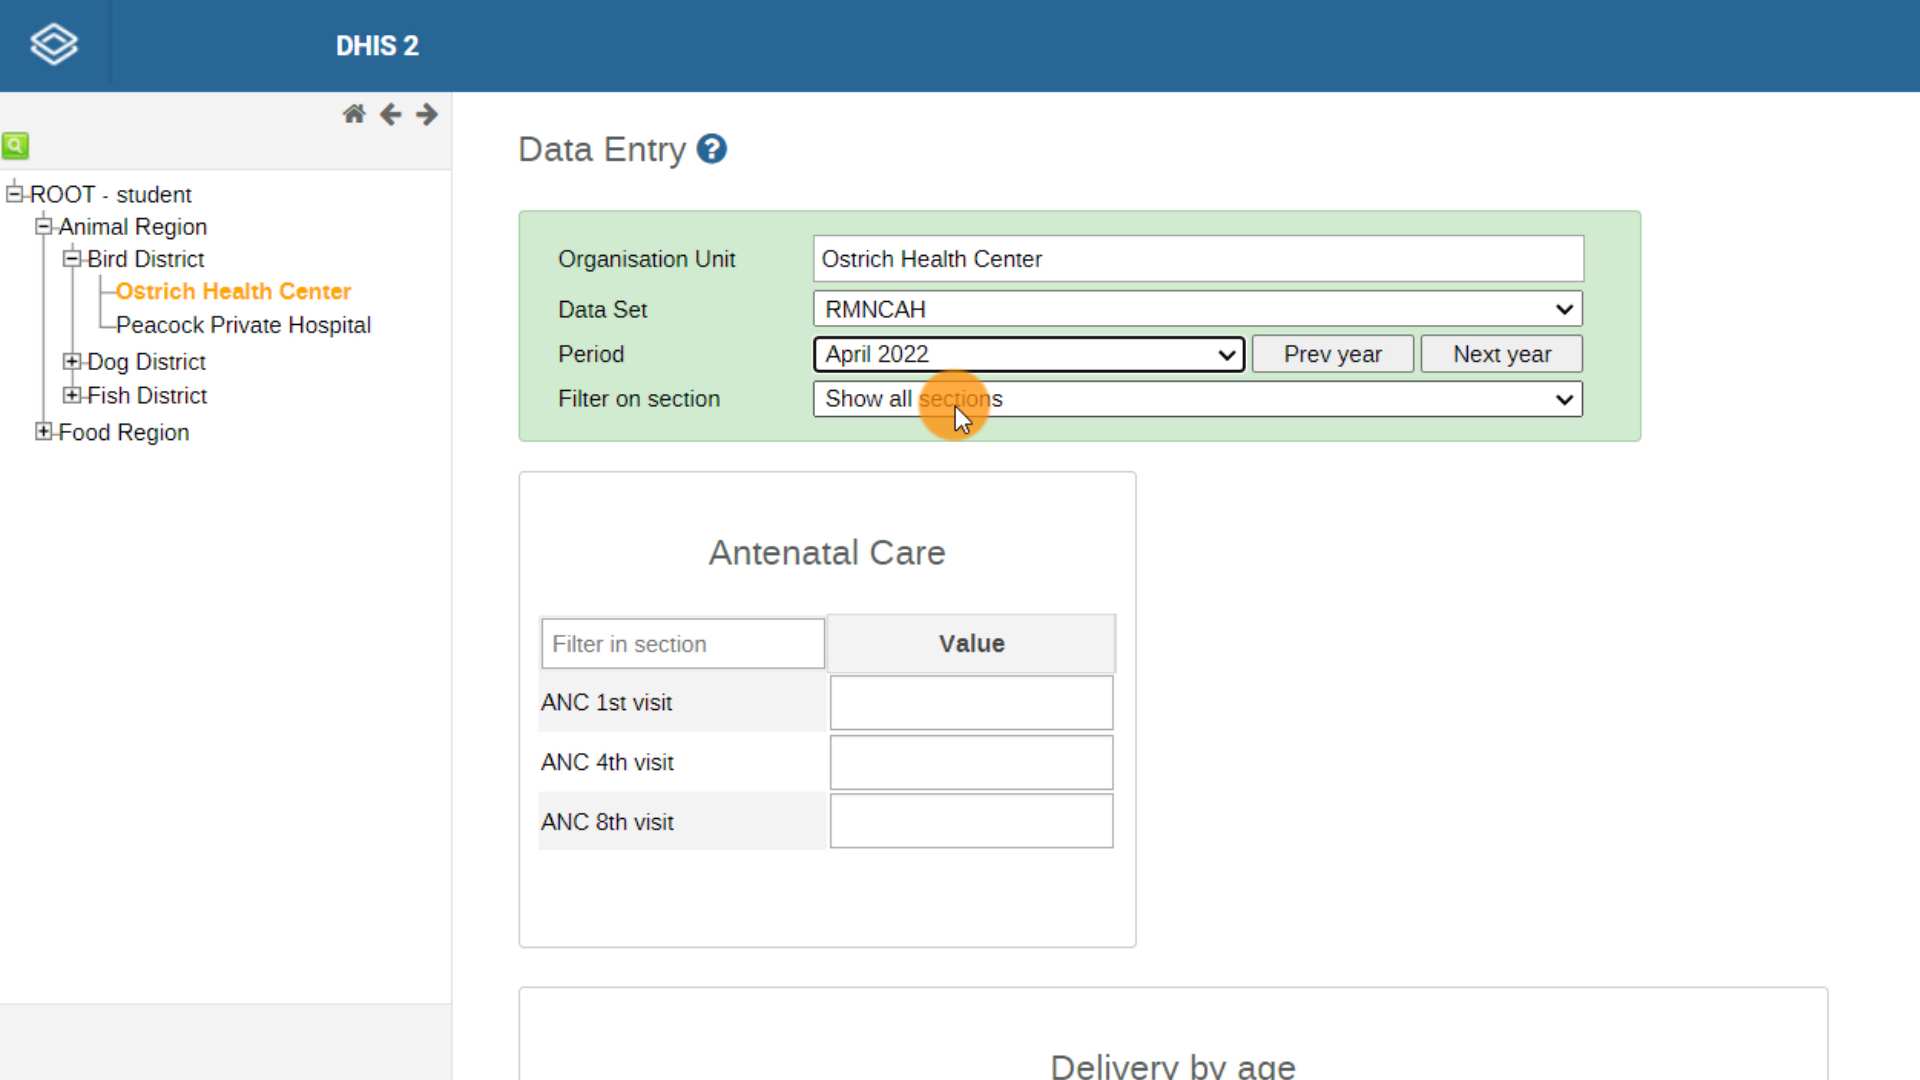 DHIS 2
ROOT - student
Animal Region
Bird District
Ostrich Health Center
Peacock Private Hospital
Dog District
Fish District
Food Region
Data Entry ?
Organisation Unit Ostrich Health Center
Data Set RMNCAH
Period April 2022 Prev year Next year
Filter on section Show all sections
Antenatal Care
Filter in section Value
ANC 1st visit
ANC 4th visit
ANC 8th visit
Delivery by age